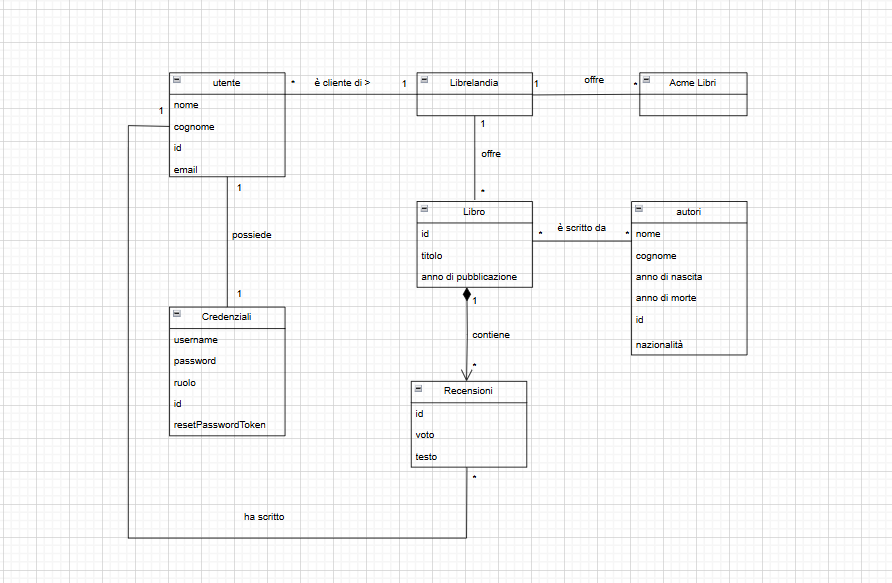 utente
nome
cognome
id
email
*
è cliente di >
1
Librelandia
1
offre
*
Acme Libri
1
1
possiede
1
1
offre
*
Libro
id
titolo
anno di pubblicazione
*
è scritto da
*
autori
nome
cognome
anno di nascita
anno di morte
id
nazionalità
Credenziali
username
password
ruolo
id
resetPasswordToken
1
contiene
*
Recensioni
id
voto
testo
*
ha scritto